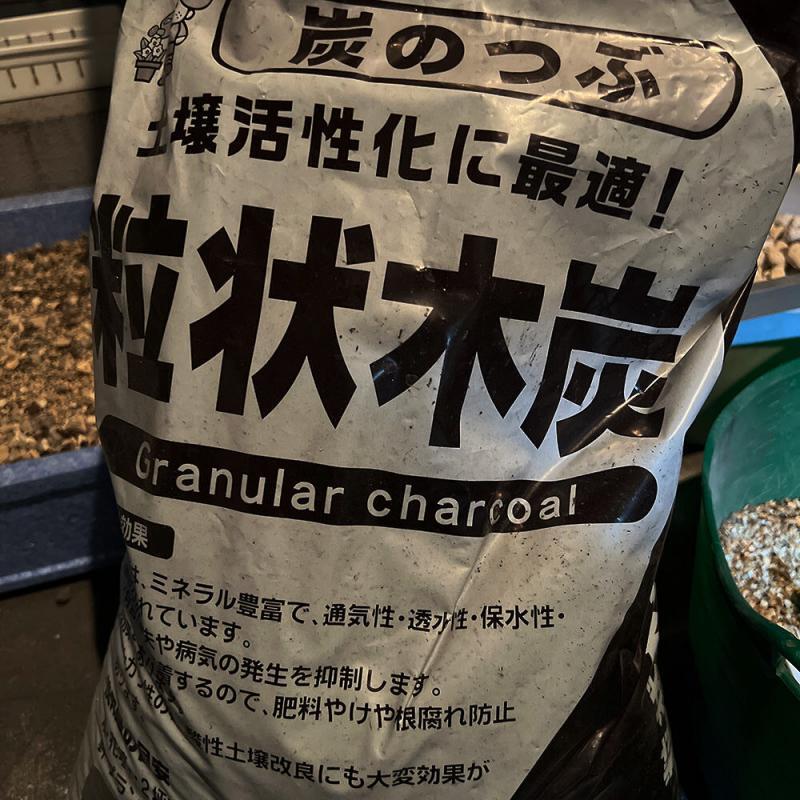 炭のつぶ
土壌活性化に最適!
粒状木炭
Granular charcoal
効果
は、ミネラル豊富で、通気性・透水性・保水性・
れています。
や病気の発生を抑制します。
着するので、肥料やけや根腐れ防止
性土壌改良にも大変効果が